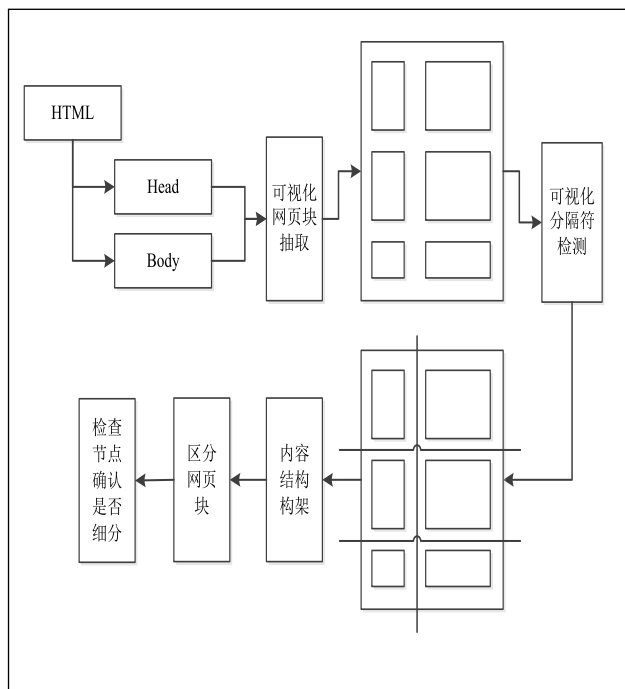 HTML
Head
Body
可视化
网页块
抽取
可视化
分隔符
检测
检查
节点
确认
是否
细分
区分
网页
块
内容
结构
构架